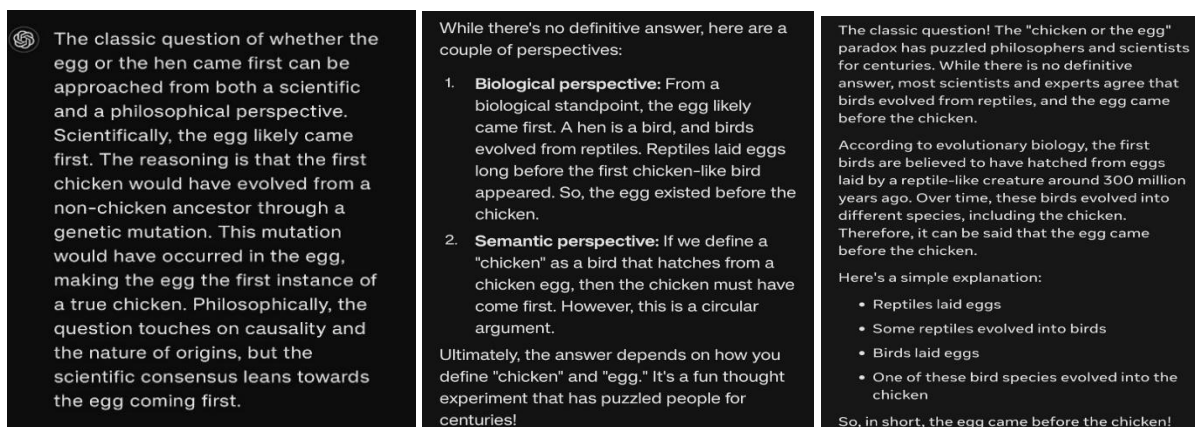 The classic question of whether the
egg or the hen came first can be
approached from both a scientific
and a philosophical perspective.
Scientifically, the egg likely came
first. The reasoning is that the first
chicken would have evolved from a
non-chicken ancestor through a
genetic mutation. This mutation
would have occurred in the egg,
making the egg the first instance of
a true chicken. Philosophically, the
question touches on causality and
the nature of origins, but the
scientific consensus leans towards
the egg coming first.
While there's no definitive answer, here are a
couple of perspectives:
1. Biological perspective: From a
biological standpoint, the egg likely
came first. A hen is a bird, and birds
evolved from reptiles. Reptiles laid eggs
long before the first chicken-like bird
appeared. So, the egg existed before the
chicken.
2. Semantic perspective: If we define a
"chicken" as a bird that hatches from a
chicken egg, then the chicken must have
come first. However, this is a circular
argument.
Ultimately, the answer depends on how you
define "chicken" and "egg." It's a fun thought
experiment that has puzzled people for
centuries!
The classic question! The "chicken or the egg"
paradox has puzzled philosophers and scientists
for centuries. While there is no definitive
answer, most scientists and experts agree that
birds evolved from reptiles, and the egg came
before the chicken.
According to evolutionary biology, the first
birds are believed to have hatched from eggs
laid by a reptile-like creature around 300 million
years ago. Over time, these birds evolved into
different species, including the chicken.
Therefore, it can be said that the egg came
before the chicken.
Here's a simple explanation:
• Reptiles laid eggs
• Some reptiles evolved into birds
• Birds laid eggs
• One of these bird species evolved into the
chicken
So, in short, the egg came before the chicken!